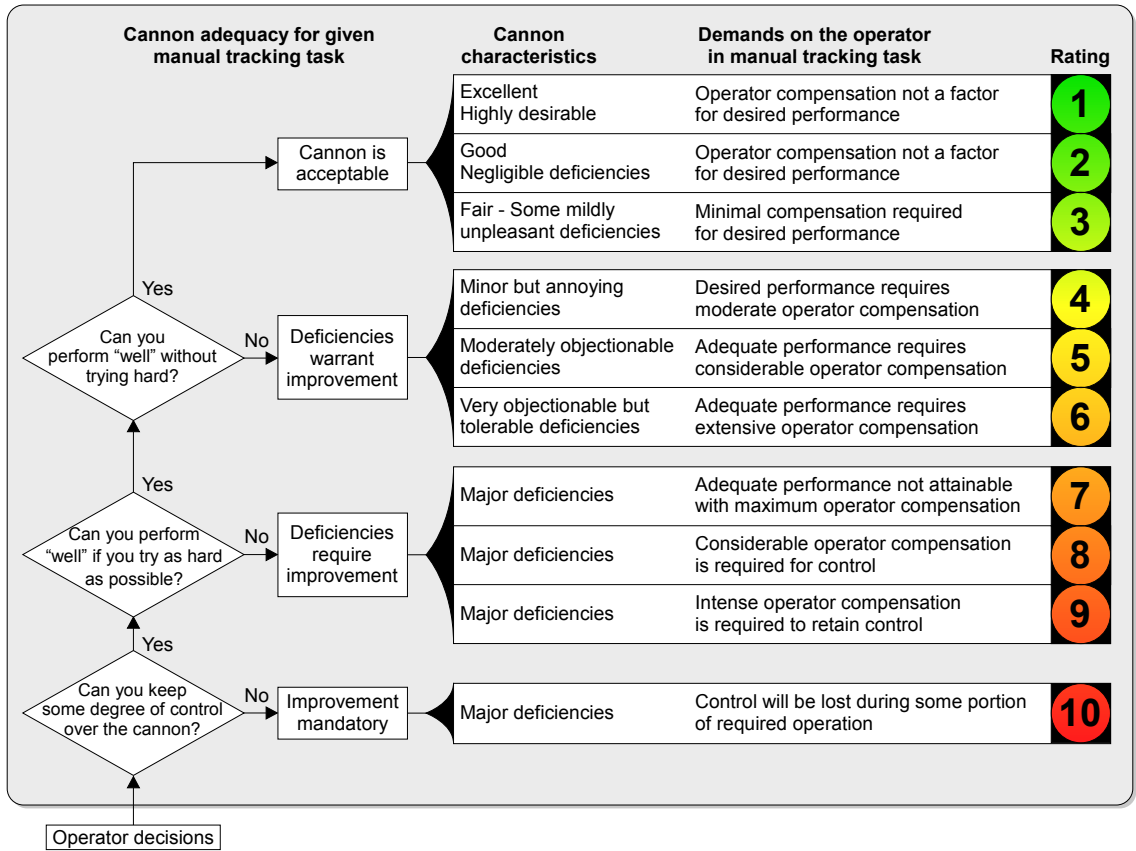 Cannon adequacy for given
manual tracking task
Cannon
characteristics
Demands on the operator
in manual tracking task
Rating
Cannon is
acceptable
Excellent
Highly desirable
Operator compensation not a factor
for desired performance
1
Good
Negligible deficiencies
Operator compensation not a factor
for desired performance
2
Fair - Some mildly
unpleasant deficiencies
Minimal compensation required
for desired performance
3
Yes
Can you
perform “well” without
trying hard?
No
Deficiencies
warrant
improvement
Minor but annoying
deficiencies
Desired performance requires
moderate operator compensation
4
Moderately objectionable
deficiencies
Adequate performance requires
considerable operator compensation
5
Very objectionable but
tolerable deficiencies
Adequate performance requires
extensive operator compensation
6
Yes
Can you perform
“well” if you try as hard
as possible?
No
Deficiencies
require
improvement
Major deficiencies
Adequate performance not attainable
with maximum operator compensation
7
Major deficiencies
Considerable operator compensation
is required for control
8
Major deficiencies
Intense operator compensation
is required to retain control
9
Yes
Can you keep
some degree of control
over the cannon?
No
Improvement
mandatory
Major deficiencies
Control will be lost during some portion
of required operation
10
Operator decisions